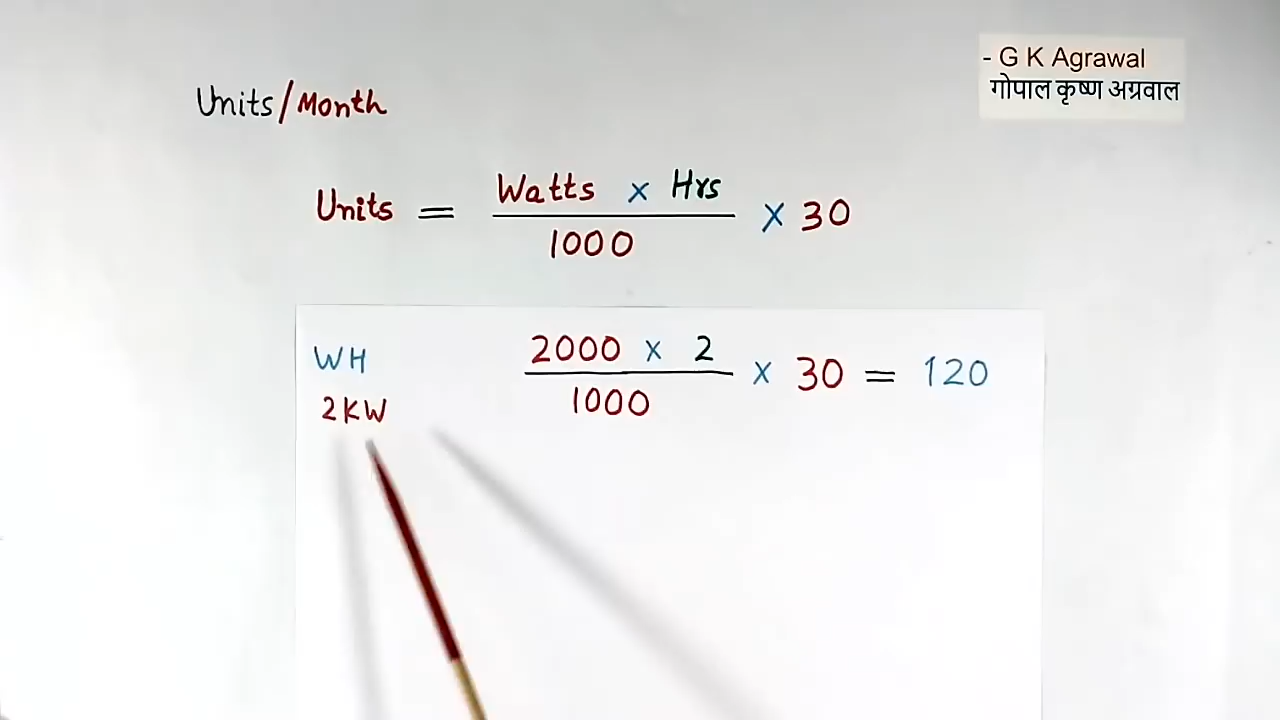 - G K Agrawal
गोपाल कृष्ण अग्रवाल
Units/Month
Units = Watts x Hrs / 1000 x 30
WH 2000 x 2 / 1000 x 30 = 120
2KW